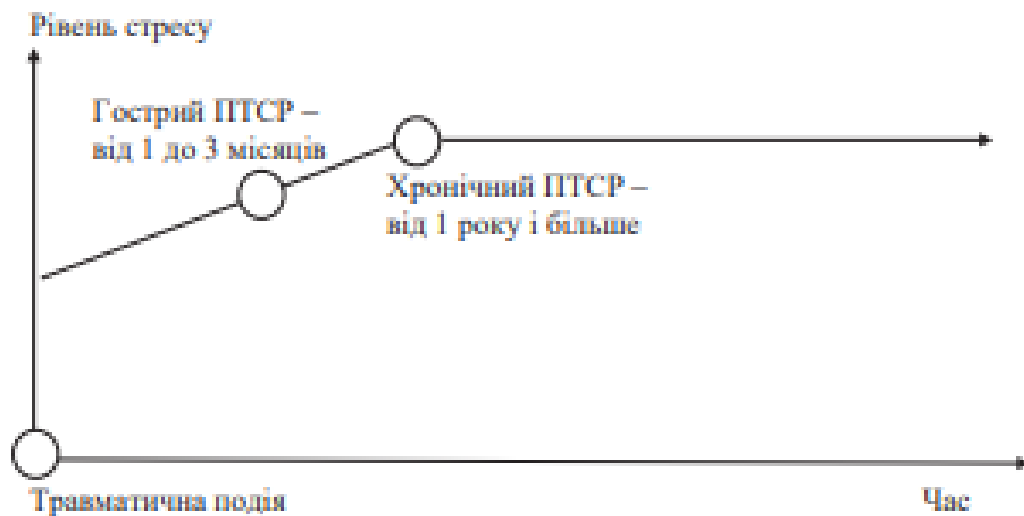 Рівень стресу
Гострий ПТСР –
від 1 до 3 місяців
Хронічний ПТСР –
від 1 року і більше
Травматична подія
Час